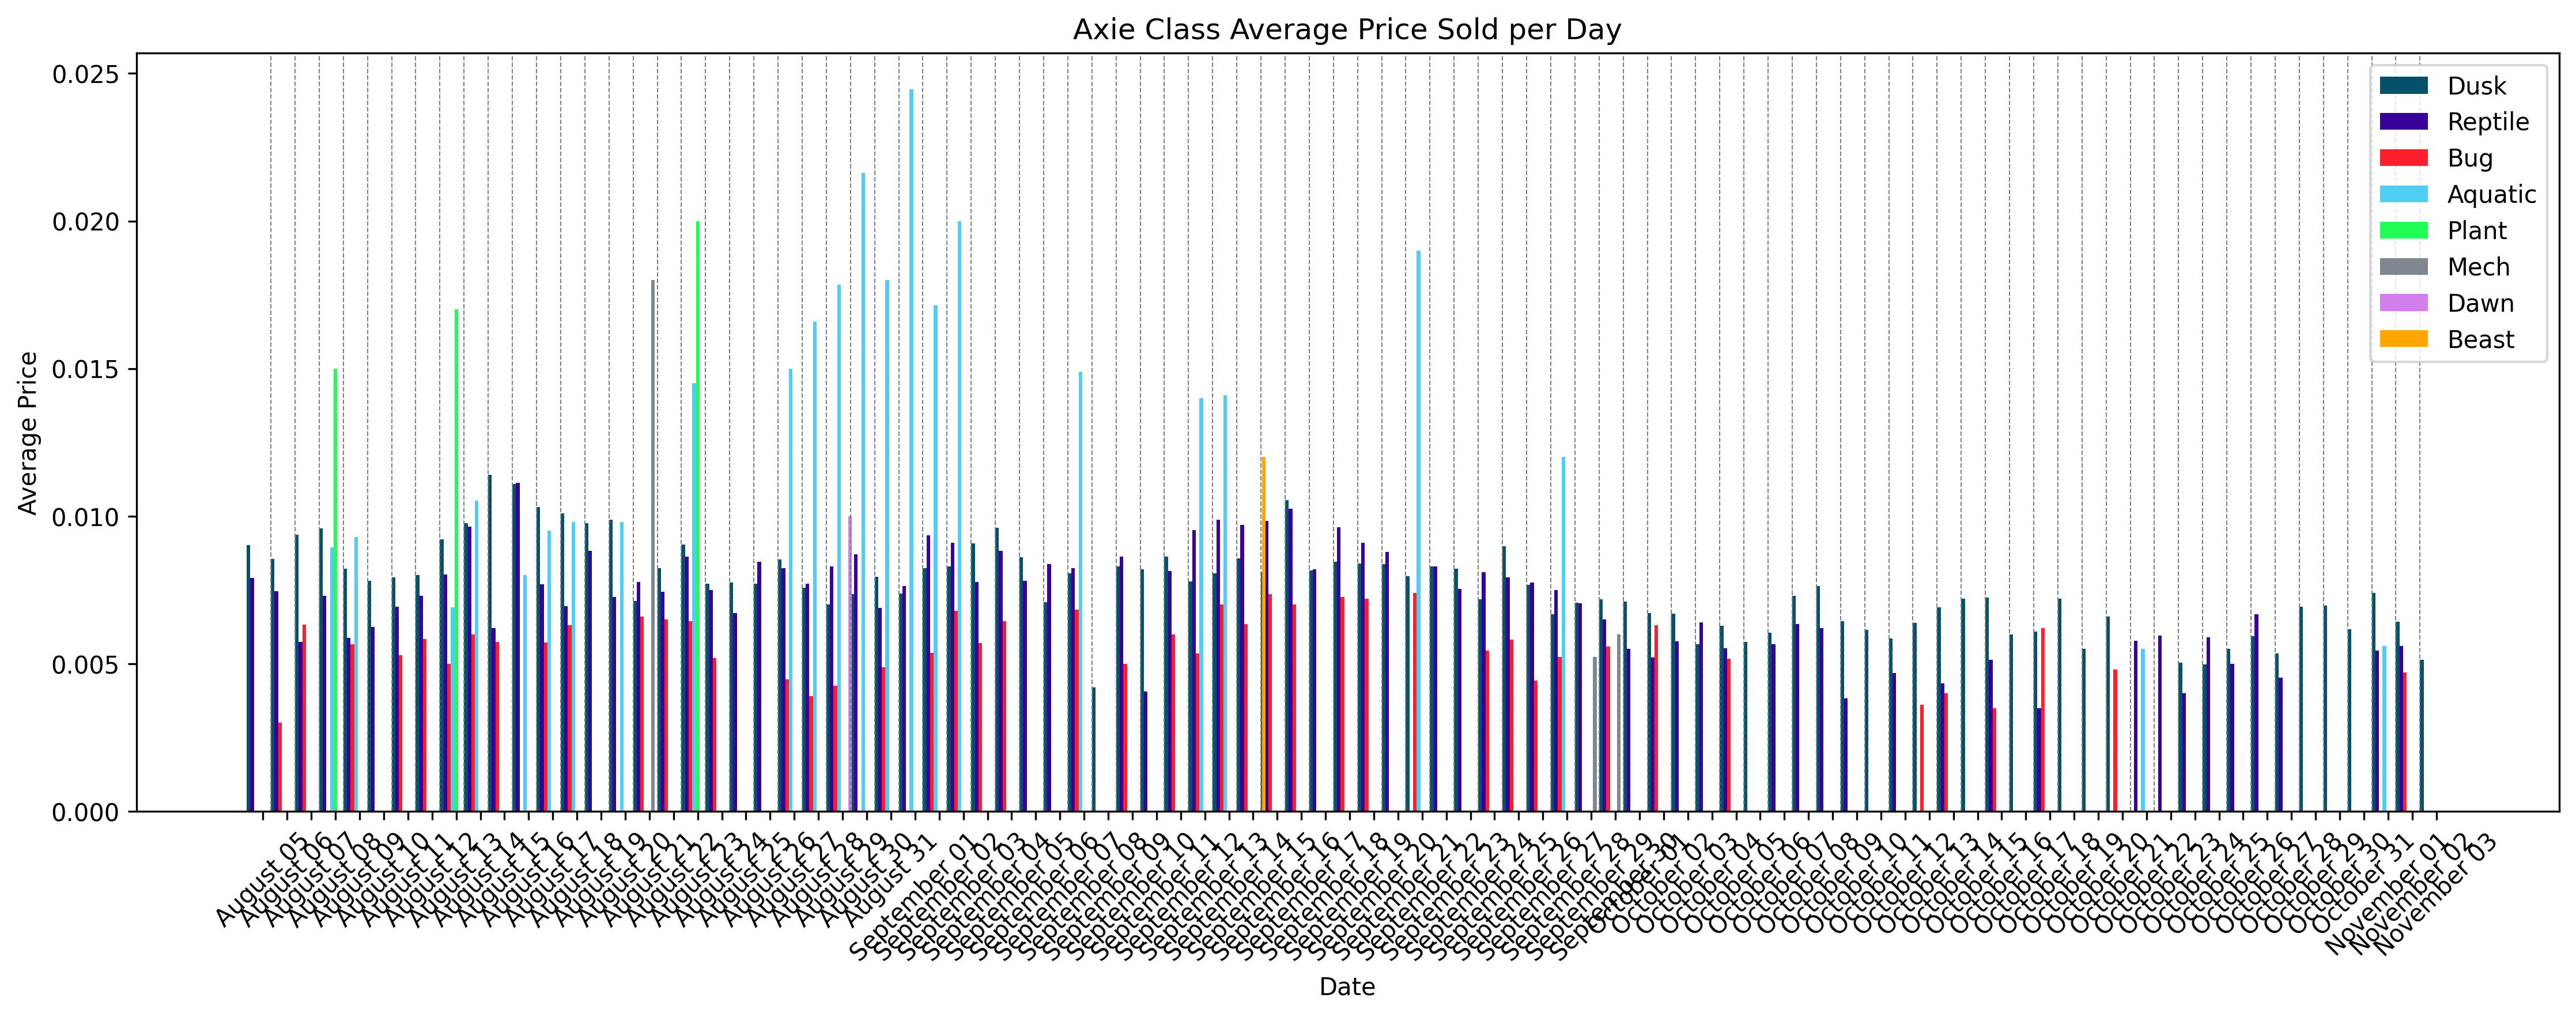 Axie Class Average Price Sold per Day
0.025
0.020
0.015
0.010
0.005
0.000
Average Price
Dusk
Reptile
Bug
Aquatic
Plant
Mech
Dawn
Beast
August 05
August 06
August 07
August 08
August 09
August 10
August 11
August 12
August 13
August 14
August 15
August 16
August 17
August 18
August 19
August 20
August 21
August 22
August 23
August 24
August 25
August 26
August 27
August 28
August 29
August 30
August 31
September 01
September 02
September 03
September 04
September 05
September 06
September 07
September 08
September 09
September 10
September 11
September 12
September 13
September 14
September 15
September 16
September 17
September 18
September 19
September 20
September 21
September 22
September 23
September 24
September 25
September 26
September 27
September 28
September 29
September 30
October 01
October 02
October 03
October 04
October 05
October 06
October 07
October 08
October 09
October 10
October 11
October 12
October 13
October 14
October 15
October 16
October 17
October 18
October 19
October 20
October 21
October 22
October 23
October 24
October 25
October 26
October 27
October 28
October 29
October 30
October 31
November 01
November 02
November 03
Date